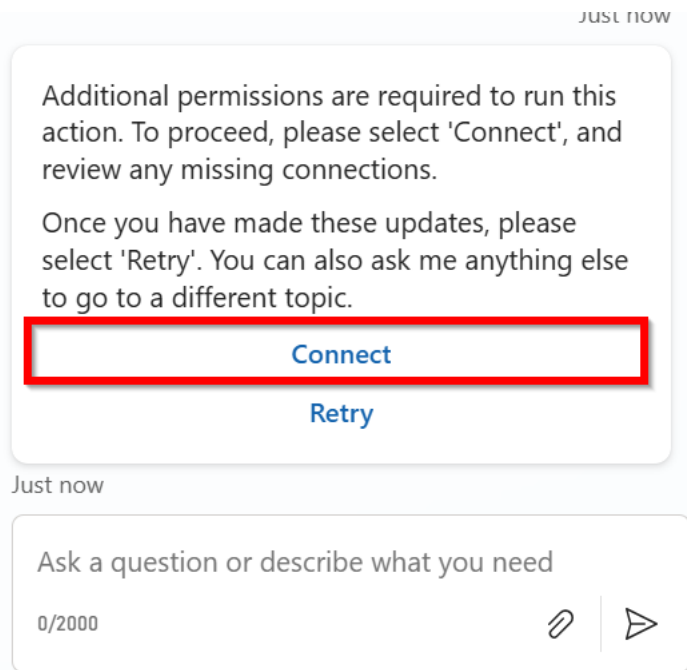 Just now
Additional permissions are required to run this
action. To proceed, please select 'Connect', and
review any missing connections.
Once you have made these updates, please
select 'Retry'. You can also ask me anything else
to go to a different topic.
Connect
Retry
Just now
Ask a question or describe what you need
0/2000